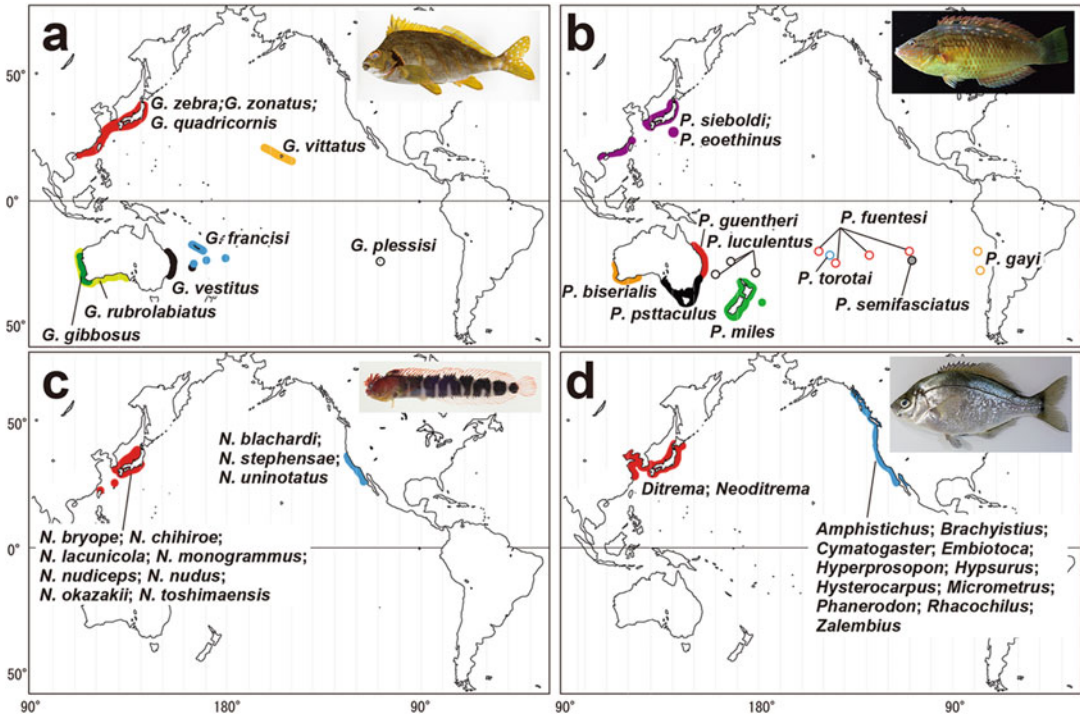 a
50°
G. zebra;G. zonatus;
G. quadricornis
G. vittatus
0°
G. francisi
G. plessisi
G. vestitus
G. rubrolabiatus
G. gibbosus
50°
b
P. sieboldi;
P. eoethinus
P. guentheri
P. luculentus
P. fuentesi
P. torotai
P. gayi
P. semifasciatus
P. biserialis
P. psttaculus
P. miles
c
50°
N. blachardi;
N. stephensae;
N. uninotatus
0°
N. bryope; N. chihiroe;
N. lacunicola; N. monogrammus;
N. nudiceps; N. nudus;
N. okazakii; N. toshimaensis
50°
90°
180°
90°
d
Ditrema; Neoditrema
Amphistichus; Brachyistius;
Cymatogaster; Embiotoca;
Hyperprosopon; Hypsurus;
Hysterocarpus; Micrometrus;
Phanerodon; Rhacochilus;
Zalembius
90°
180°
90°